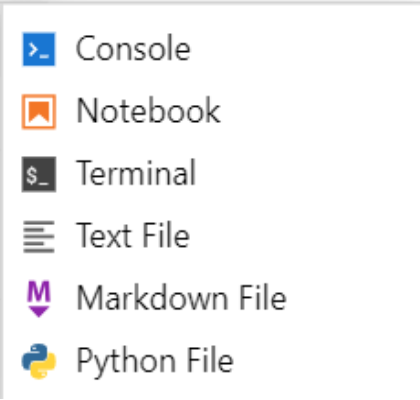 Console
Notebook
$_ Terminal
Text File
M Markdown File
Python File